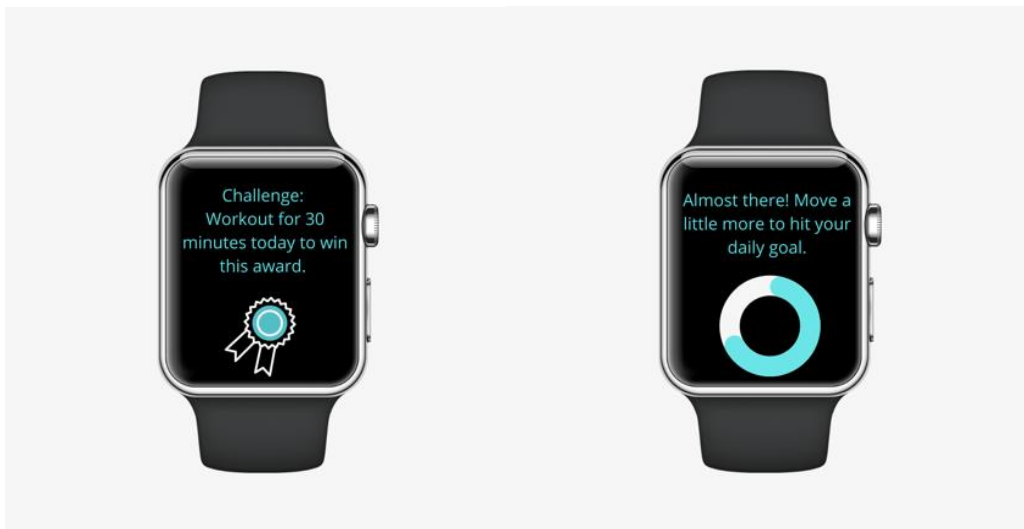 Challenge:
Workout for 30
minutes today to win
this award.
Almost there! Move a
little more to hit your
daily goal.